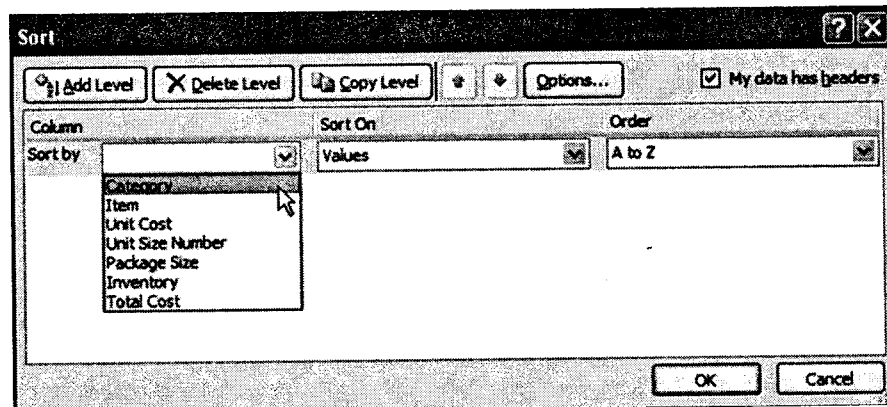 Sort
Add Level Delete Level Copy Level Options... My data has headers
Column Sort On Order
Sort by Values A to Z
Category
Item
Unit Cost
Unit Size Number
Package Size
Inventory
Total Cost
OK Cancel